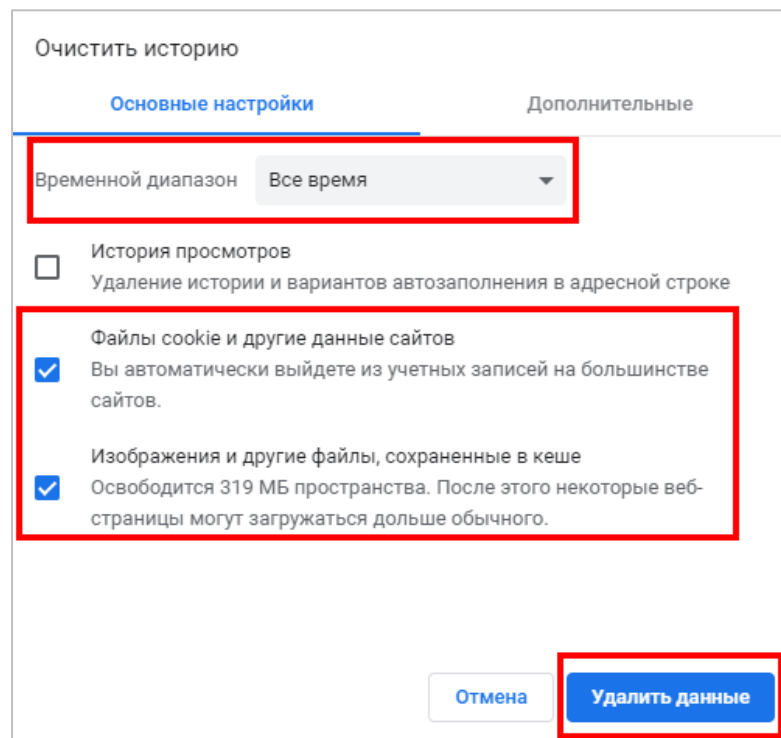 Очистить историю
Основные настройки
Дополнительные
Временной диапазон Все время
История просмотров
Удаление истории и вариантов автозаполнения в адресной строке
Файлы cookie и другие данные сайтов
Вы автоматически выйдете из учетных записей на большинстве
сайтов.
Изображения и другие файлы, сохраненные в кеше
Освободится 319 МБ пространства. После этого некоторые веб-
страницы могут загружаться дольше обычного.
Отмена
Удалить данные